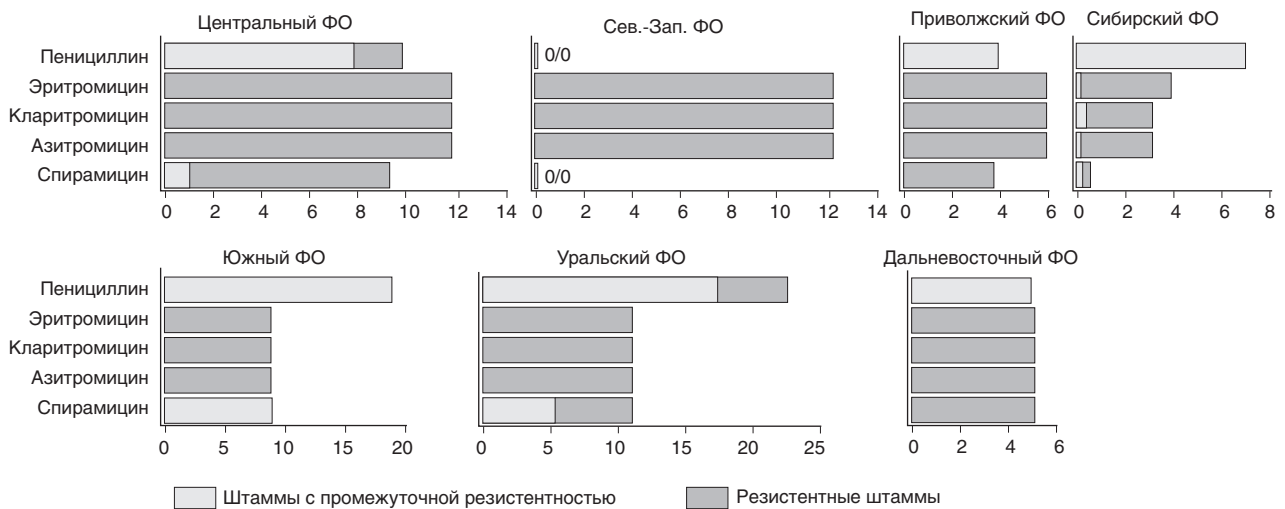 Центральный ФО
Сев.-Зап. ФО
Приволжский ФО
Сибирский ФО
Пенициллин
0/0
Эритромицин
Кларитромицин
Азитромицин
Спирамицин
0/0
0 2 4 6 8 10 12 14
0 2 4 6 8 10 12 14
0 2 4 6
0 2 4 6 8
Южный ФО
Уральский ФО
Дальневосточный ФО
Пенициллин
Эритромицин
Кларитромицин
Азитромицин
Спирамицин
0 5 10 15 20
0 5 10 15 20 25
0 2 4 6
Штаммы с промежуточной резистентностью
Резистентные штаммы